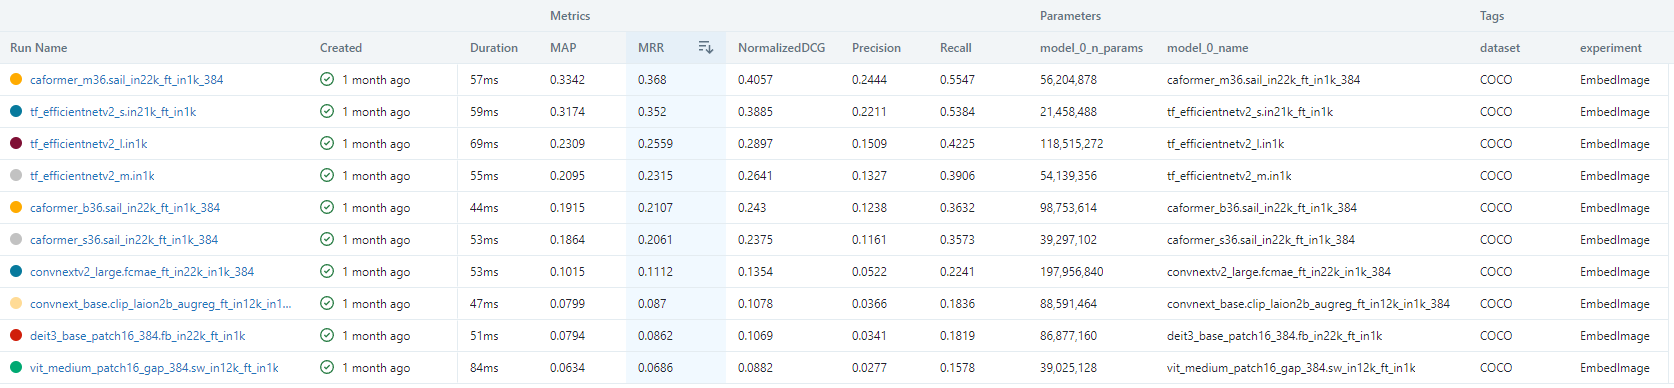 Metrics Parameters Tags
Run Name Created Duration MAP MRR NormalizedDCG Precision Recall model_0_n_params model_0_name dataset experiment
caformer_m36.sail_in22k_ft_in1k_384 1 month ago 57ms 0.3342 0.368 0.4057 0.2444 0.5547 56,204,878 caformer_m36.sail_in22k_ft_in1k_384 COCO EmbedImage
tf_efficientnetv2_s.in21k_ft_in1k 1 month ago 59ms 0.3174 0.352 0.3885 0.2211 0.5384 21,458,488 tf_efficientnetv2_s.in21k_ft_in1k COCO EmbedImage
tf_efficientnetv2_l.in1k 1 month ago 69ms 0.2309 0.2559 0.2897 0.1509 0.4225 118,515,272 tf_efficientnetv2_l.in1k COCO EmbedImage
tf_efficientnetv2_m.in1k 1 month ago 55ms 0.2095 0.2315 0.2641 0.1327 0.3906 54,139,356 tf_efficientnetv2_m.in1k COCO EmbedImage
caformer_b36.sail_in22k_ft_in1k_384 1 month ago 44ms 0.1915 0.2107 0.243 0.1238 0.3632 98,753,614 caformer_b36.sail_in22k_ft_in1k_384 COCO EmbedImage
caformer_s36.sail_in22k_ft_in1k_384 1 month ago 53ms 0.1864 0.2061 0.2375 0.1161 0.3573 39,297,102 caformer_s36.sail_in22k_ft_in1k_384 COCO EmbedImage
convnextv2_large.fcmae_ft_in22k_in1k_384 1 month ago 53ms 0.1015 0.1112 0.1354 0.0522 0.2241 197,956,840 convnextv2_large.fcmae_ft_in22k_in1k_384 COCO EmbedImage
convnext_base.clip_laion2b_augreg_ft_in12k_in1... 1 month ago 47ms 0.0799 0.087 0.1078 0.0366 0.1836 88,591,464 convnext_base.clip_laion2b_augreg_ft_in12k_in1k_384 COCO EmbedImage
deit3_base_patch16_384.fb_in22k_ft_in1k 1 month ago 51ms 0.0794 0.0862 0.1069 0.0341 0.1819 86,877,160 deit3_base_patch16_384.fb_in22k_ft_in1k COCO EmbedImage
vit_medium_patch16_gap_384.sw_in12k_ft_in1k 1 month ago 84ms 0.0634 0.0686 0.0882 0.0277 0.1578 39,025,128 vit_medium_patch16_gap_384.sw_in12k_ft_in1k COCO EmbedImage